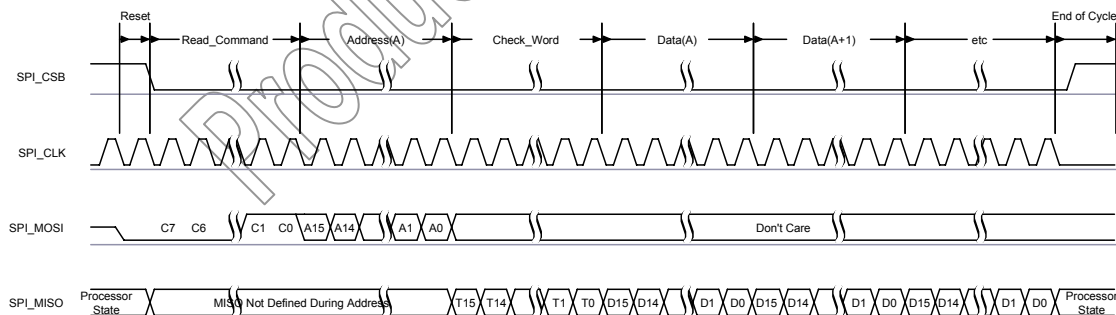 Reset
End of Cycle
Read_Command Address(A) Check_Word Data(A) Data(A+1) etc
SPI_CSB
SPI_CLK
SPI_MOSI C7 C6 C1 C0 A15 A14 A1 A0 Don't Care
SPI_MISO Processor State MISO Not Defined During Address T15 T14 T1 T0 D15 D14 D1 D0 D15 D14 D1 D0 D15 D14 D1 D0 Processor State